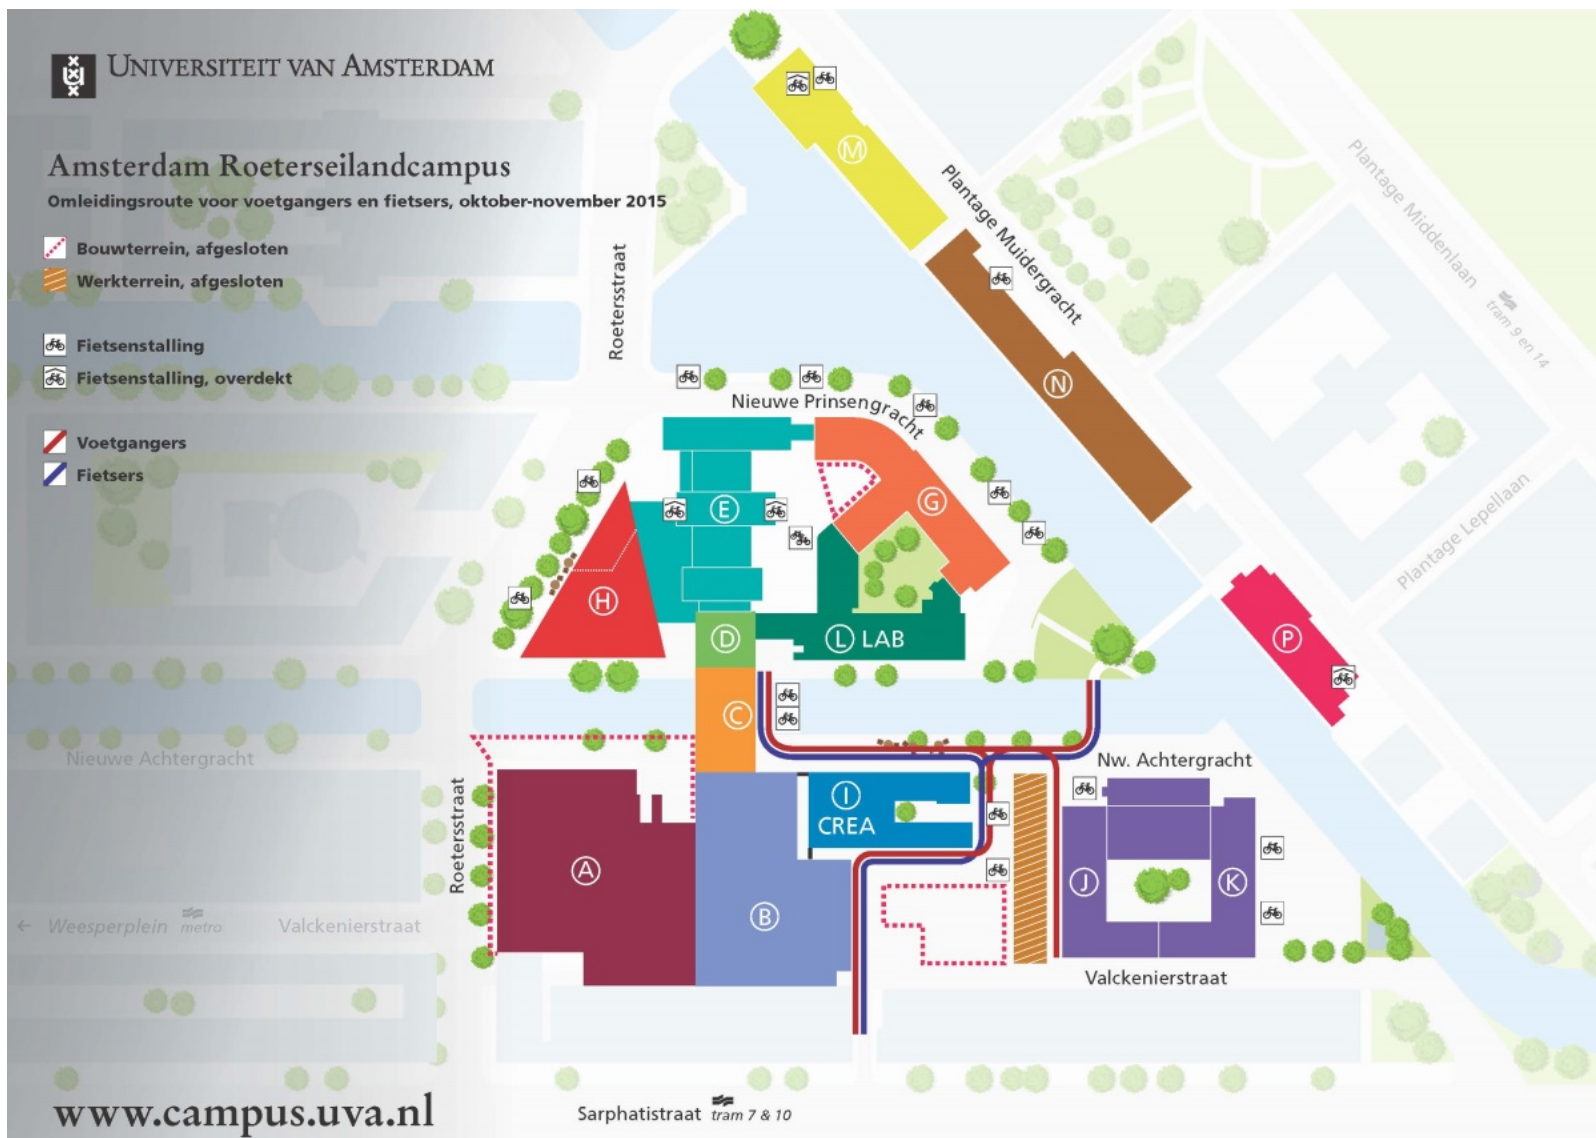 UNIVERSITEIT VAN AMSTERDAM
Amsterdam Roeterseilandcampus
Omleidingsroute voor voetgangers en fietsers, oktober-november 2015
Bouwterrein, afgesloten
Werkterrein, afgesloten
Fietsenstalling
Fietsenstalling, overdekt
Voetgangers
Fietsers
M
Plantage Muidergracht
Plantage Middenlaan
tram 9 en 14
Roetersstraat
N
Nieuwe Prinsengracht
E
G
Plantage Lepellaan
H
D
L LAB
P
C
Nieuwe Achtergracht
Nw. Achtergracht
I
CREA
Roetersstraat
A
J
K
B
← Weesperplein metro
Valckenierstraat
Valckenierstraat
www.campus.uva.nl
Sarphatistraat tram 7 & 10